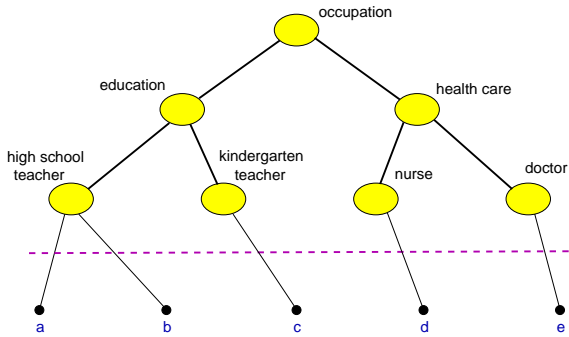 occupation
education
health care
high school
teacher
kindergarten
teacher
nurse
doctor
a
b
c
d
e